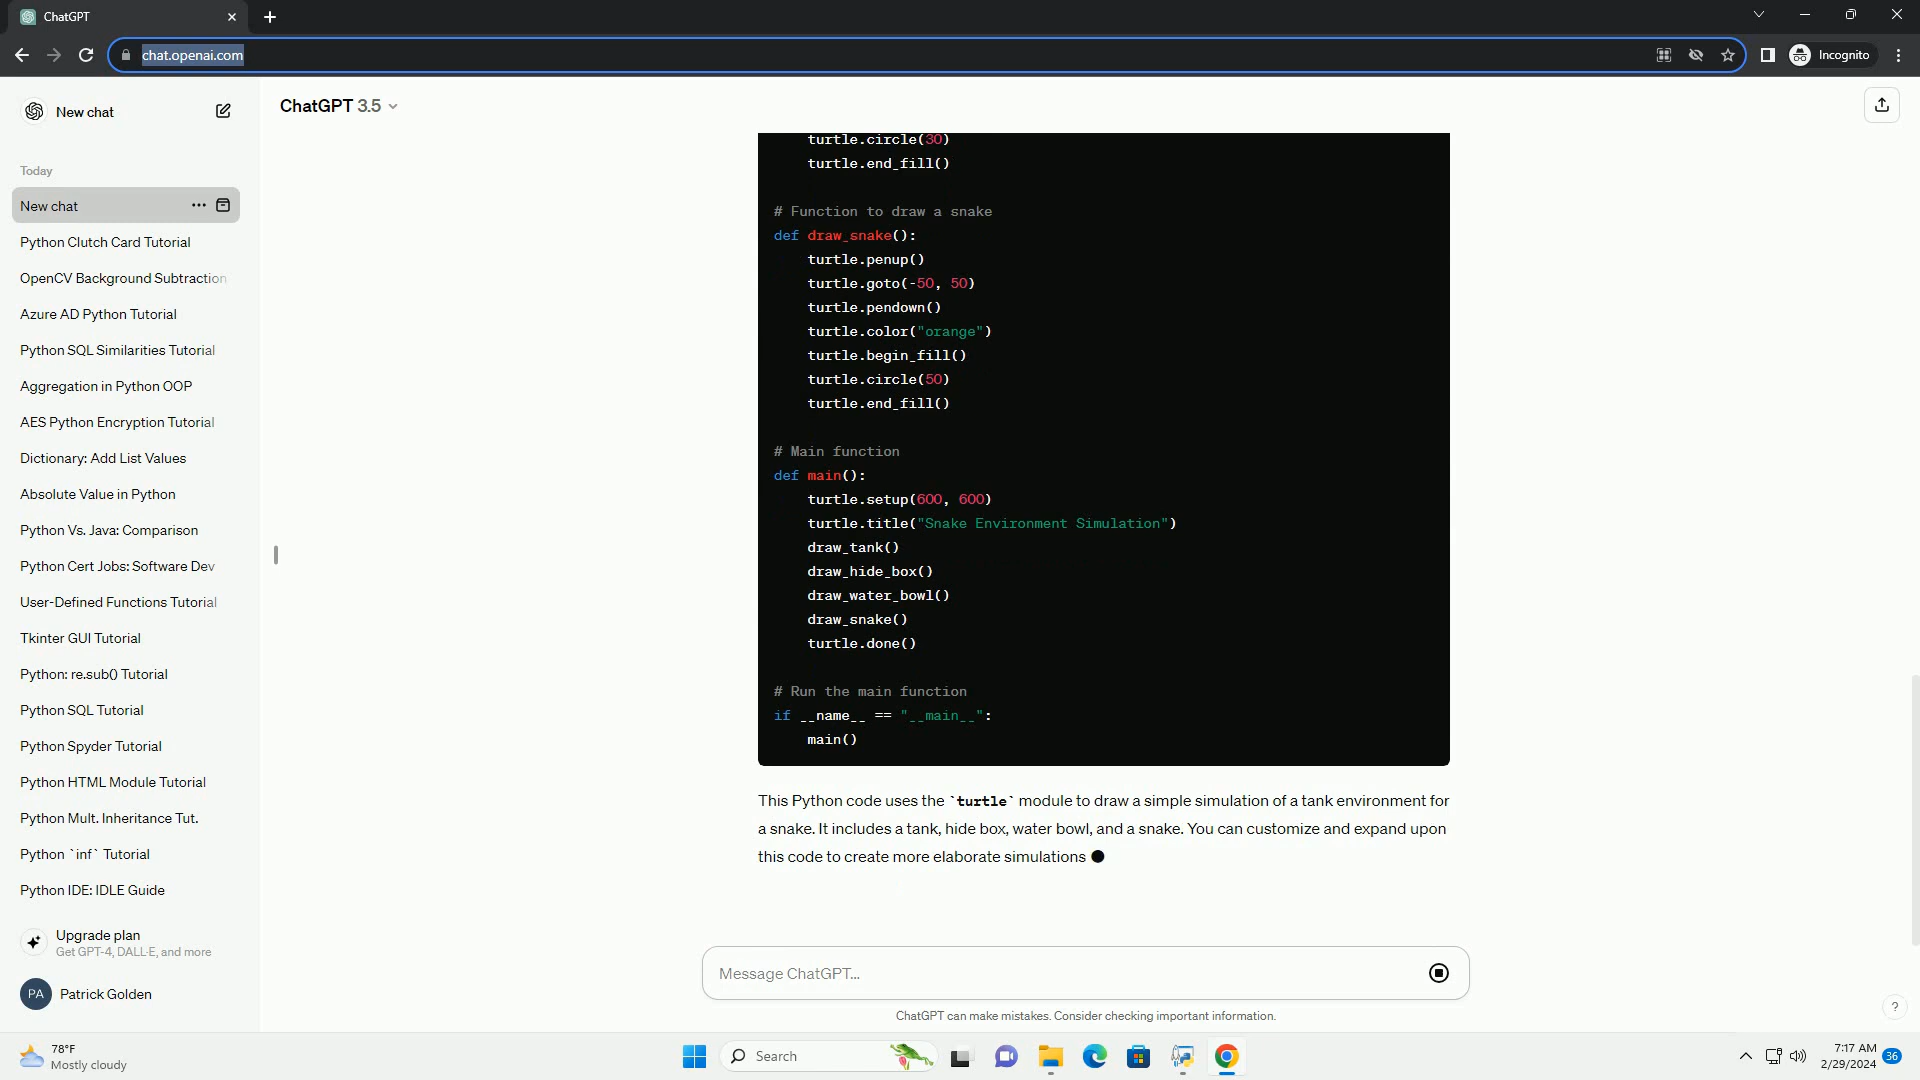 ChatGPT
chat.openai.com
Incognito
New chat
ChatGPT 3.5
Today
New chat
Python Clutch Card Tutorial
OpenCV Background Subtraction
Azure AD Python Tutorial
Python SQL Similarities Tutorial
Aggregation in Python OOP
AES Python Encryption Tutorial
Dictionary: Add List Values
Absolute Value in Python
Python Vs. Java: Comparison
Python Cert Jobs: Software Dev
User-Defined Functions Tutorial
Tkinter GUI Tutorial
Python: re.sub() Tutorial
Python SQL Tutorial
Python Spyder Tutorial
Python HTML Module Tutorial
Python Mult. Inheritance Tut.
Python `inf` Tutorial
Python IDE: IDLE Guide
Upgrade plan
Get GPT-4, DALL·E, and more
PA Patrick Golden
turtle.circle(30)
turtle.end_fill()
# Function to draw a snake
def draw_snake():
turtle.penup()
turtle.goto(-50, 50)
turtle.pendown()
turtle.color("orange")
turtle.begin_fill()
turtle.circle(50)
turtle.end_fill()
# Main function
def main():
turtle.setup(600, 600)
turtle.title("Snake Environment Simulation")
draw_tank()
draw_hide_box()
draw_water_bowl()
draw_snake()
turtle.done()
# Run the main function
if __name__ == "__main__":
main()
This Python code uses the `turtle` module to draw a simple simulation of a tank environment for
a snake. It includes a tank, hide box, water bowl, and a snake. You can customize and expand upon
this code to create more elaborate simulations
Message ChatGPT...
ChatGPT can make mistakes. Consider checking important information.
?
78°F
Mostly cloudy
Search
7:17 AM
2/29/2024
36